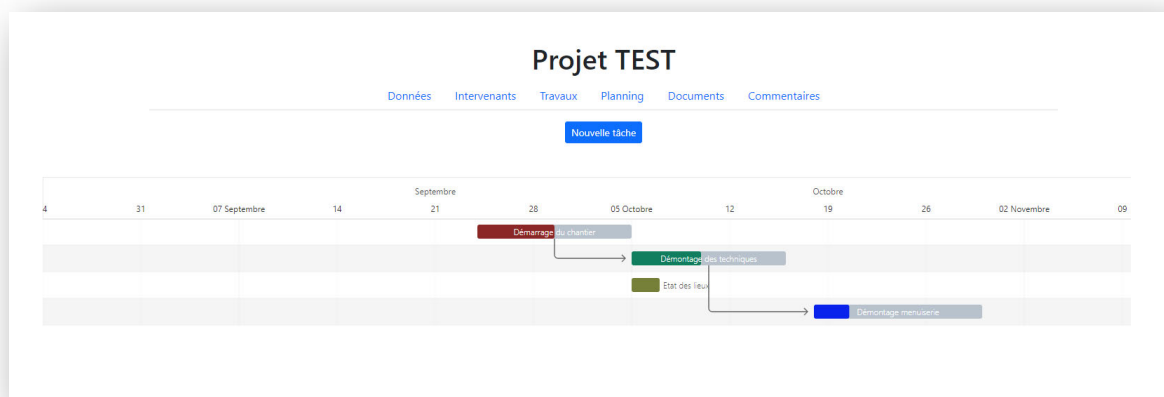 Projet TEST
Données Intervenants Travaux Planning Documents Commentaires
Nouvelle tâche
Septembre Octobre
4 31 07 Septembre 14 21 28 05 Octobre 12 19 26 02 Novembre 09
Démarrage du chantier
Démontage des techniques
Etat des lieux
Démontage menuiserie